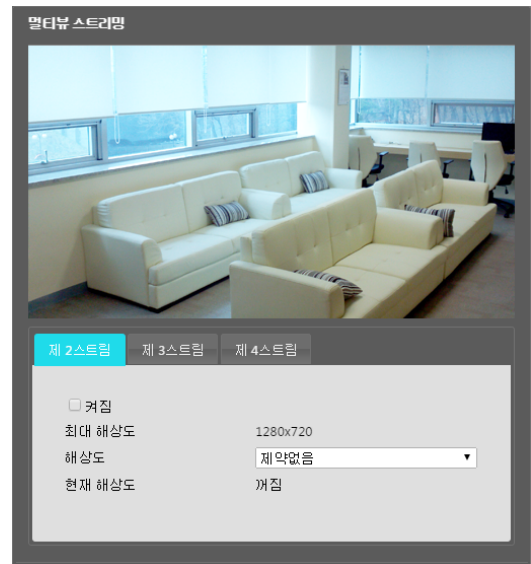 멀티뷰 스트리밍
제 2스트림 제 3스트림 제 4스트림
켜짐
최대 해상도 1280x720
해상도 제약없음
현재 해상도 꺼짐